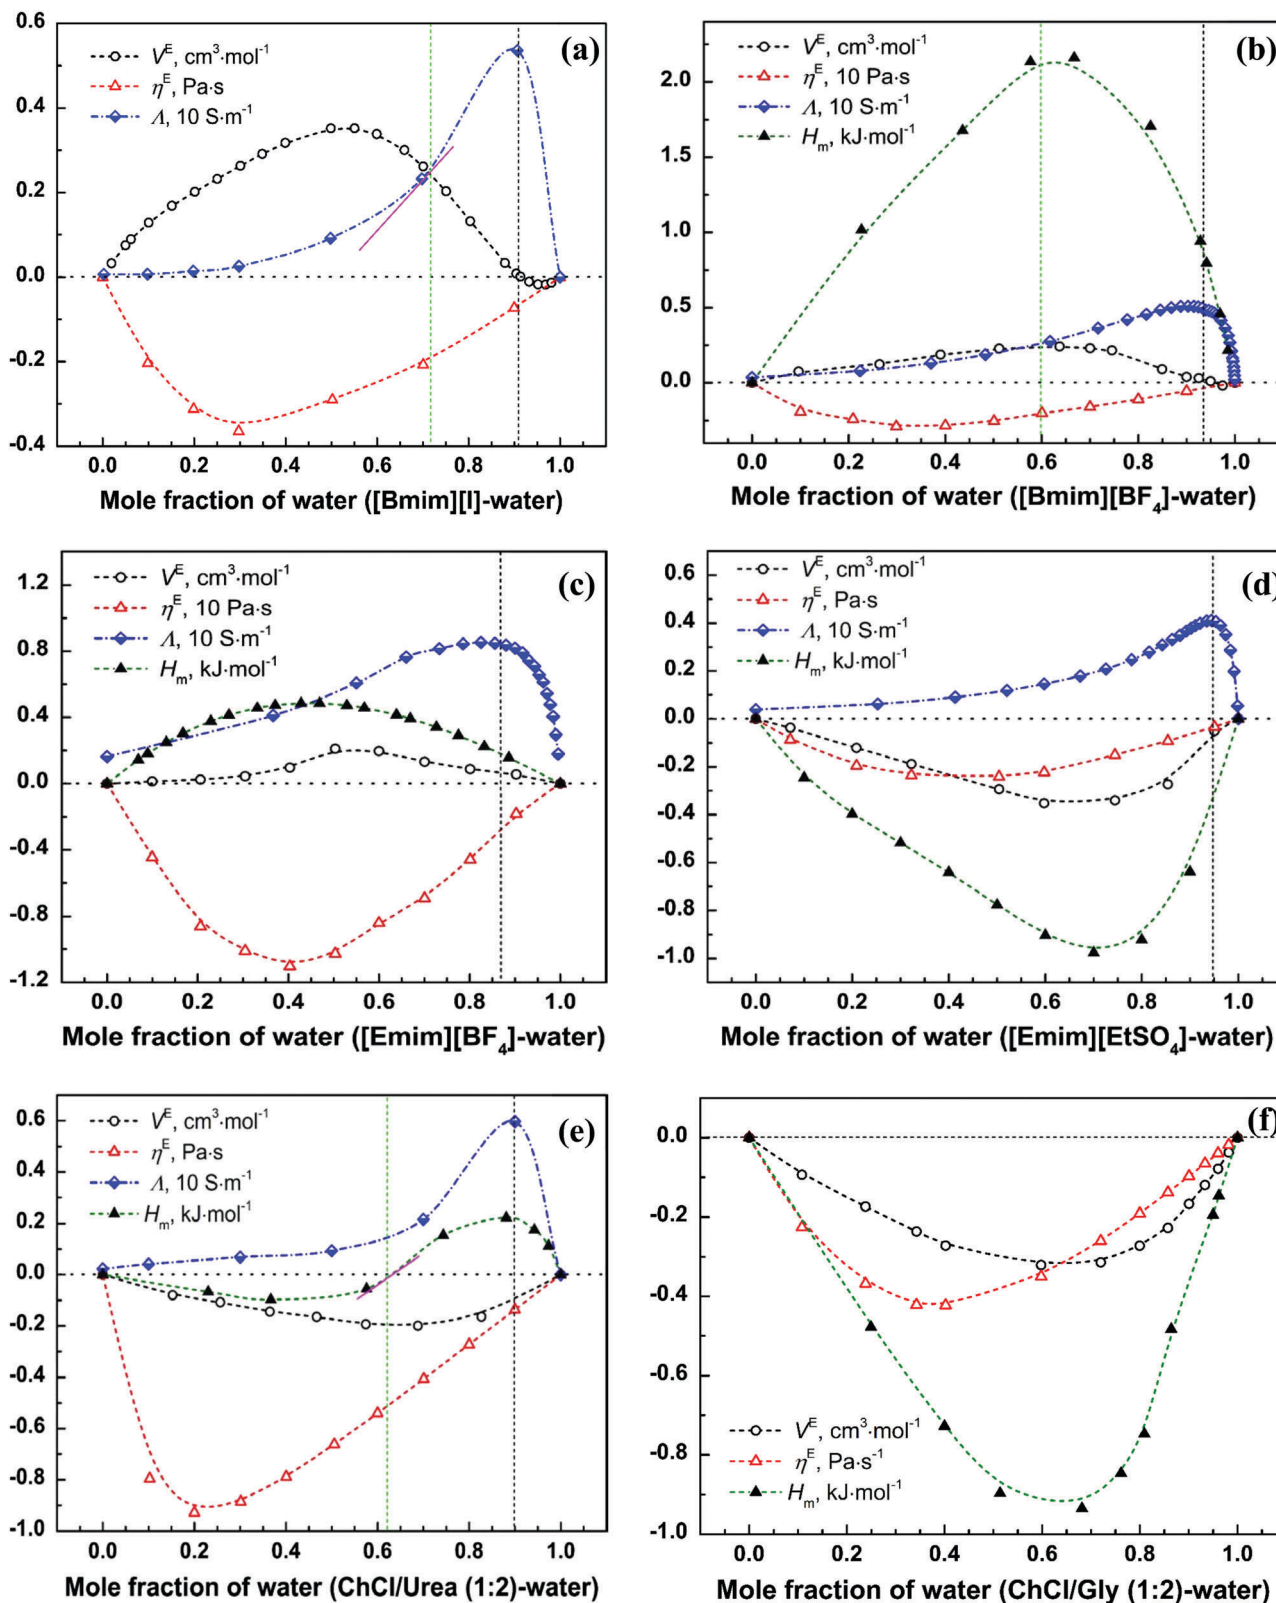 (a)
V^E, cm³·mol⁻¹
η^E, Pa·s
Λ, 10 S·m⁻¹
0.6
0.4
0.2
0.0
-0.2
-0.4
0.0 0.2 0.4 0.6 0.8 1.0
Mole fraction of water ([Bmim][I]-water)
(b)
V^E, cm³·mol⁻¹
η^E, 10 Pa·s
Λ, 10 S·m⁻¹
H_m, kJ·mol⁻¹
2.0
2.5
1.0
0.5
0.0
0.0 0.2 0.4 0.6 0.8 1.0
Mole fraction of water ([Bmim][BF₄]-water)
(c)
V^E, cm³·mol⁻¹
η^E, 10 Pa·s
Λ, 10 S·m⁻¹
H_m, kJ·mol⁻¹
1.2
0.8
0.4
0.0
-0.4
-0.8
-1.2
0.0 0.2 0.4 0.6 0.8 1.0
Mole fraction of water ([Emim][BF₄]-water)
(d)
V^E, cm³·mol⁻¹
η^E, Pa·s
Λ, 10 S·m⁻¹
H_m, kJ·mol⁻¹
0.6
0.4
0.2
0.0
-0.2
-0.4
-0.6
-0.8
-1.0
0.0 0.2 0.4 0.6 0.8 1.0
Mole fraction of water ([Emim][EtSO₄]-water)
(e)
V^E, cm³·mol⁻¹
η^E, Pa·s
Λ, 10 S·m⁻¹
H_m, kJ·mol⁻¹
0.6
0.4
0.2
0.0
-0.2
-0.4
-0.6
-0.8
-1.0
0.0 0.2 0.4 0.6 0.8 1.0
Mole fraction of water (ChCl/Urea (1:2)-water)
(f)
0.0
-0.2
-0.4
-0.6
-0.8
-1.0
V^E, cm³·mol⁻¹
η^E, Pa·s⁻¹
H_m, kJ·mol⁻¹
0.0 0.2 0.4 0.6 0.8 1.0
Mole fraction of water (ChCl/Gly (1:2)-water)